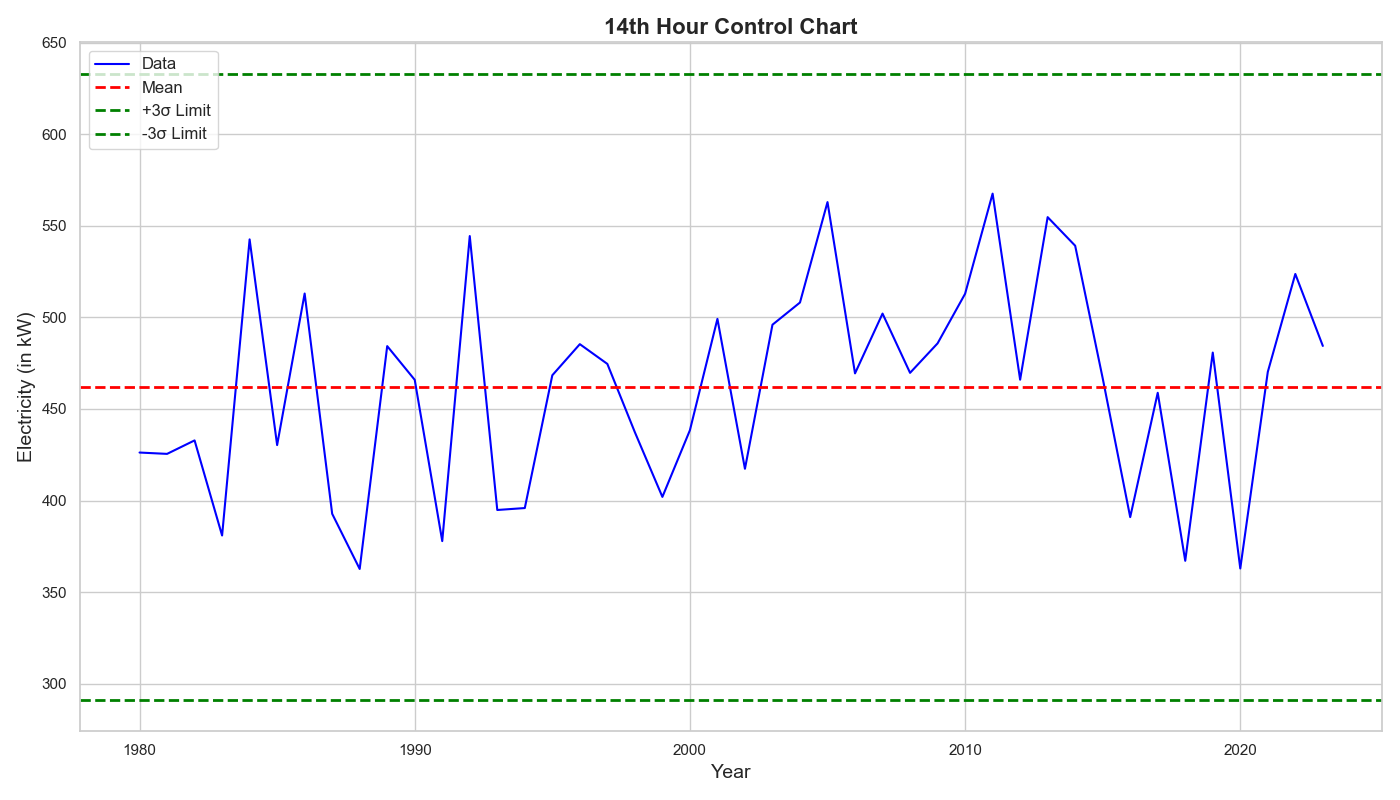 14th Hour Control Chart
Data
Mean
+3σ Limit
-3σ Limit
Electricity (in kW)
650
600
550
500
450
400
350
300
1980
1990
2000
2010
2020
Year